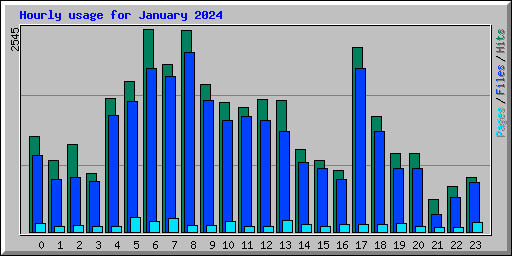 Hourly usage for January 2024
2545
Pages/Files/Hits
0 1 2 3 4 5 6 7 8 9 10 11 12 13 14 15 16 17 18 19 20 21 22 23